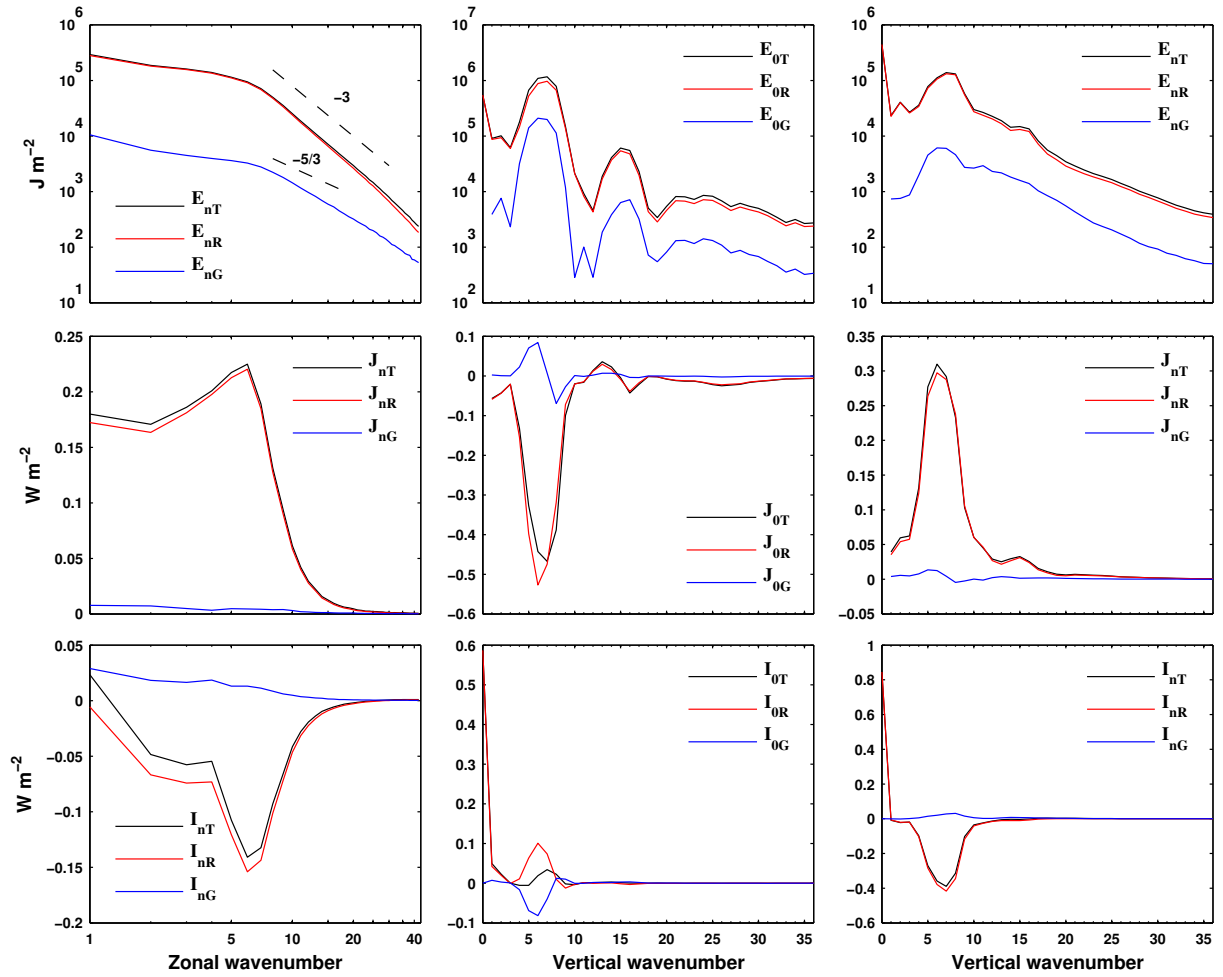 10^6
10^5
10^4
10^3
10^2
10^1
J m^−2
−3
−5/3
E_nT
E_nR
E_nG
10^7
10^6
10^5
10^4
10^3
10^2
E_0T
E_0R
E_0G
10^6
10^5
10^4
10^3
10^2
10^1
E_nT
E_nR
E_nG
0.25
0.2
0.15
0.1
0.05
0
W m^−2
J_nT
J_nR
J_nG
0.1
0
−0.1
−0.2
−0.3
−0.4
−0.5
−0.6
J_0T
J_0R
J_0G
0.35
0.3
0.25
0.2
0.15
0.1
0.05
0
−0.05
J_nT
J_nR
J_nG
0.05
0
−0.05
−0.1
−0.15
−0.2
W m^−2
I_nT
I_nR
I_nG
1 5 10 20 40
Zonal wavenumber
0.6
0.5
0.4
0.3
0.2
0.1
0
−0.1
I_0T
I_0R
I_0G
0 5 10 15 20 25 30 35
Vertical wavenumber
1
0.8
0.6
0.4
0.2
0
−0.2
−0.4
−0.6
I_nT
I_nR
I_nG
0 5 10 15 20 25 30 35
Vertical wavenumber